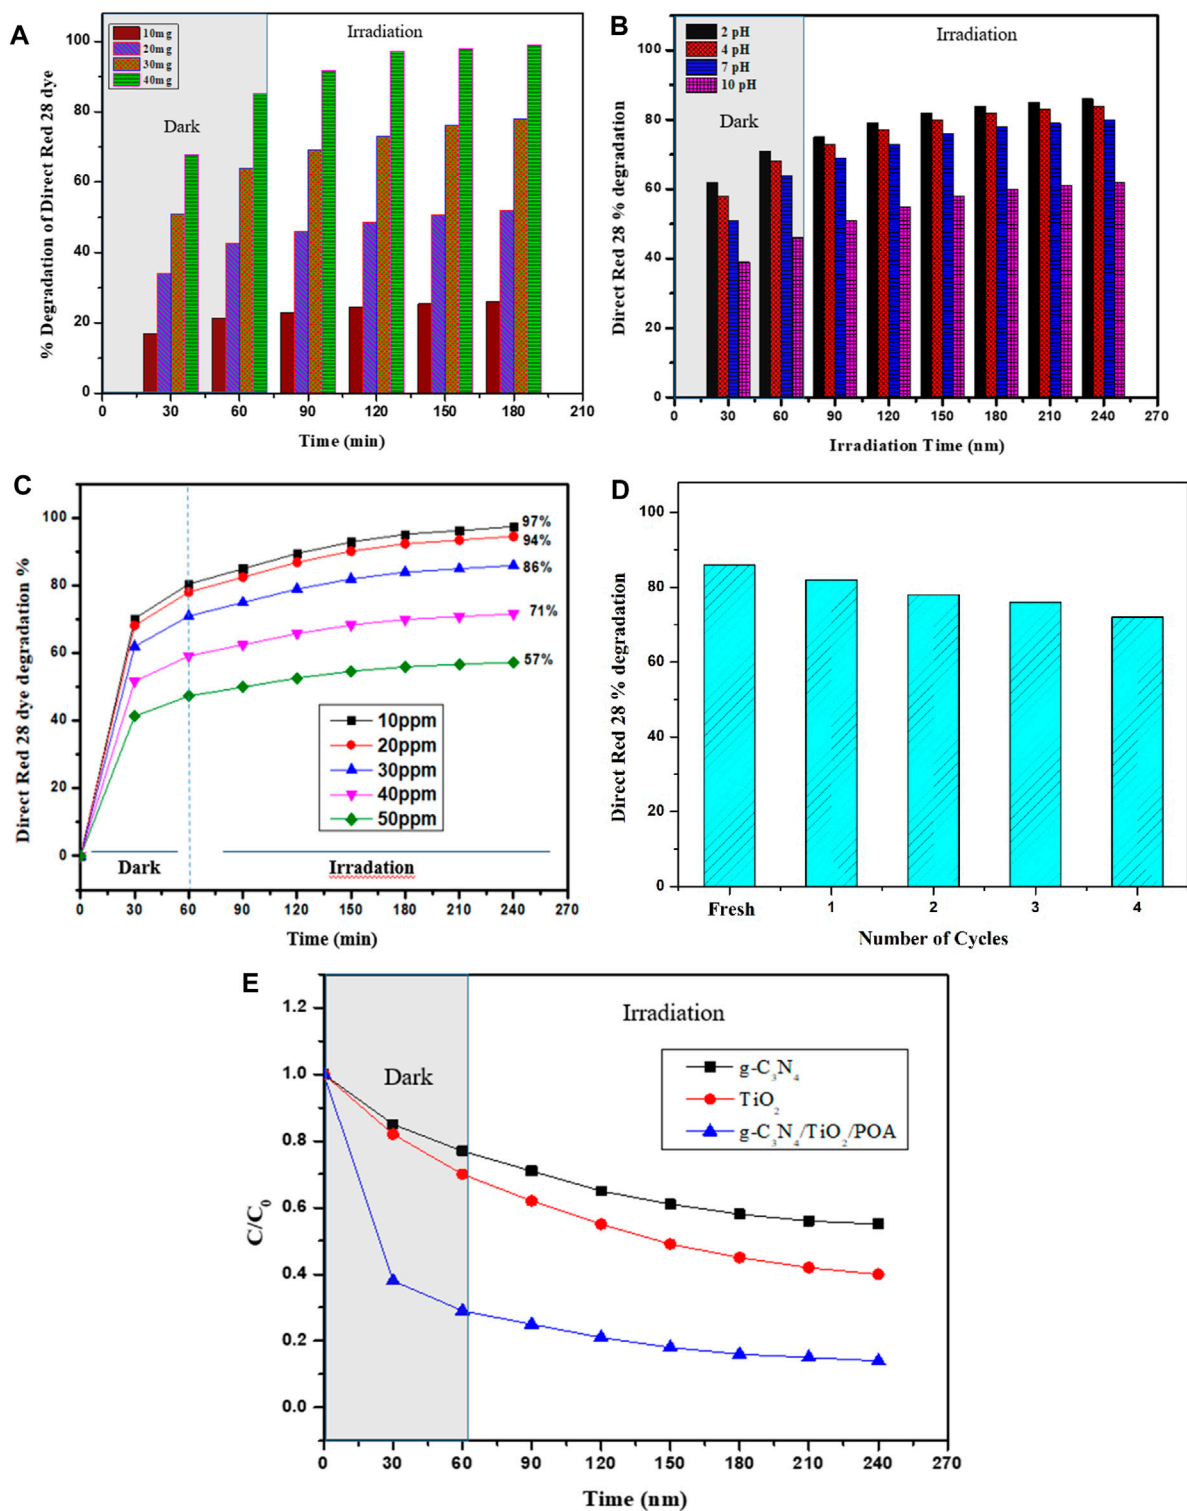 A
10mg
20mg
30mg
40mg
Irradiation
Dark
% Degradation of Direct Red 28 dye
0
20
40
60
80
100
0 30 60 90 120 150 180 210
Time (min)
B
2 pH
4 pH
7 pH
10 pH
Irradiation
Dark
Direct Red 28 % degradation
0
20
40
60
80
100
0 30 60 90 120 150 180 210 240 270
Irradiation Time (nm)
C
97%
94%
86%
71%
57%
10ppm
20ppm
30ppm
40ppm
50ppm
Dark
Irradation
Direct Red 28 dye degradation %
0
20
40
60
80
100
0 30 60 90 120 150 180 210 240 270
Time (min)
D
Direct Red 28 % degradation
0
20
40
60
80
100
Fresh 1 2 3 4
Number of Cycles
E
Irradiation
Dark
g-C₃N₄
TiO₂
g-C₃N₄/TiO₂/POA
C/C₀
0.0
0.2
0.4
0.6
0.8
1.0
1.2
0 30 60 90 120 150 180 210 240 270
Time (nm)